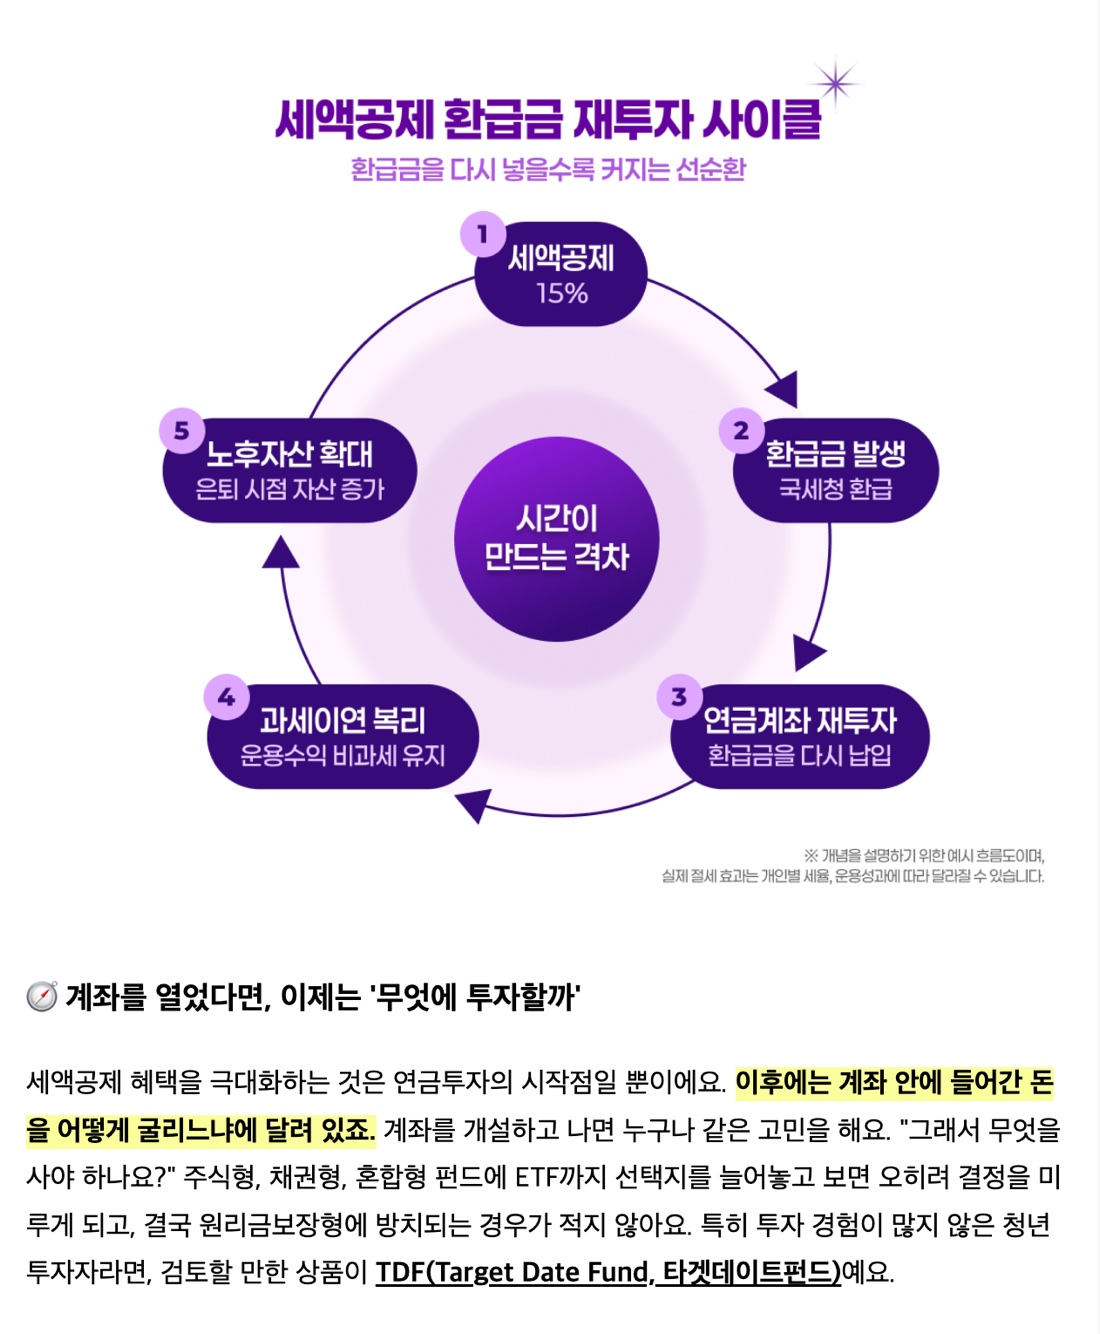 세액공제 환급금 재투자 사이클
환급금을 다시 넣을수록 커지는 선순환
1
세액공제
15%
2
환급금 발생
국세청 환급
3
연금계좌 재투자
환급금을 다시 납입
4
과세이연 복리
운용수익 비과세 유지
5
노후자산 확대
은퇴 시점 자산 증가
시간이
만드는 격차
※ 개념을 설명하기 위한 예시 흐름도이며,
실제 절세 효과는 개인별 세율, 운용성과에 따라 달라질 수 있습니다.
계좌를 열었다면, 이제는 '무엇에 투자할까'
세액공제 혜택을 극대화하는 것은 연금투자의 시작점일 뿐이에요. 이후에는 계좌 안에 들어간 돈
을 어떻게 굴리느냐에 달려 있죠. 계좌를 개설하고 나면 누구나 같은 고민을 해요. "그래서 무엇을
사야 하나요?" 주식형, 채권형, 혼합형 펀드에 ETF까지 선택지를 늘어놓고 보면 오히려 결정을 미
루게 되고, 결국 원리금보장형에 방치되는 경우가 적지 않아요. 특히 투자 경험이 많지 않은 청년
투자자라면, 검토할 만한 상품이 TDF(Target Date Fund, 타겟데이트펀드)예요.